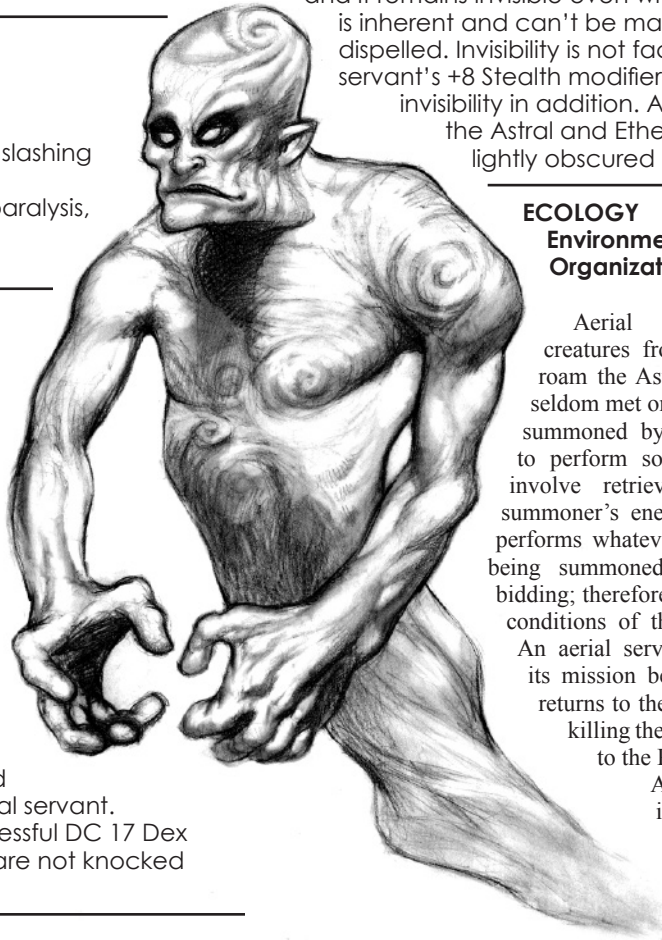 slashing
paralysis,
al servant.
essful DC 17 Dex
are not knocked
and it remains invisible even
is inherent and can't be ma
dispelled. Invisibility is not fac
servant's +8 Stealth modifier
invisibility in addition. A
the Astral and Ethe
lightly obscured
ECOLOGY
Environme
Organizat
Aerial
creatures fro
roam the As
seldom met or
summoned by
to perform so
involve retriev
summoner's ene
performs whatev
being summoned
bidding; therefore
conditions of th
An aerial serv
its mission be
returns to the
killing the
to the
A
i